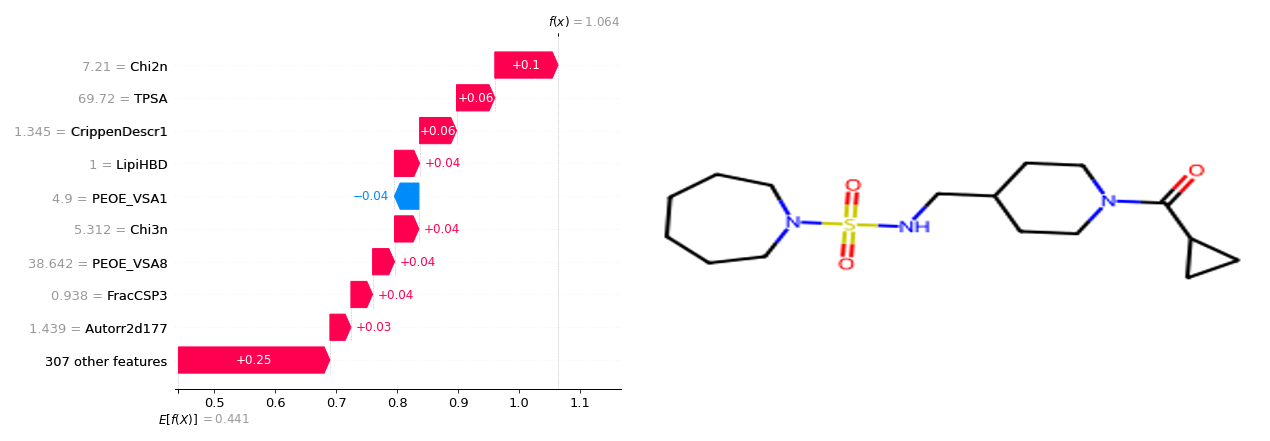 f(x) = 1.064
7.21 = Chi2n
+0.1
69.72 = TPSA
+0.06
1.345 = CrippenDescr1
+0.06
1 = LipiHBD
+0.04
4.9 = PEOE_VSA1
−0.04
5.312 = Chi3n
+0.04
38.642 = PEOE_VSA8
+0.04
0.938 = FracCSP3
+0.04
1.439 = Autorr2d177
+0.03
307 other features
+0.25
0.5 0.6 0.7 0.8 0.9 1.0 1.1
E[f(X)] = 0.441
O
N S NH
O
N
O